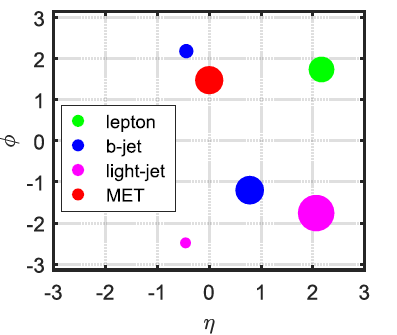 3
2
1
0
-1
-2
-3
ϕ
lepton
b-jet
light-jet
MET
-3 -2 -1 0 1 2 3
η